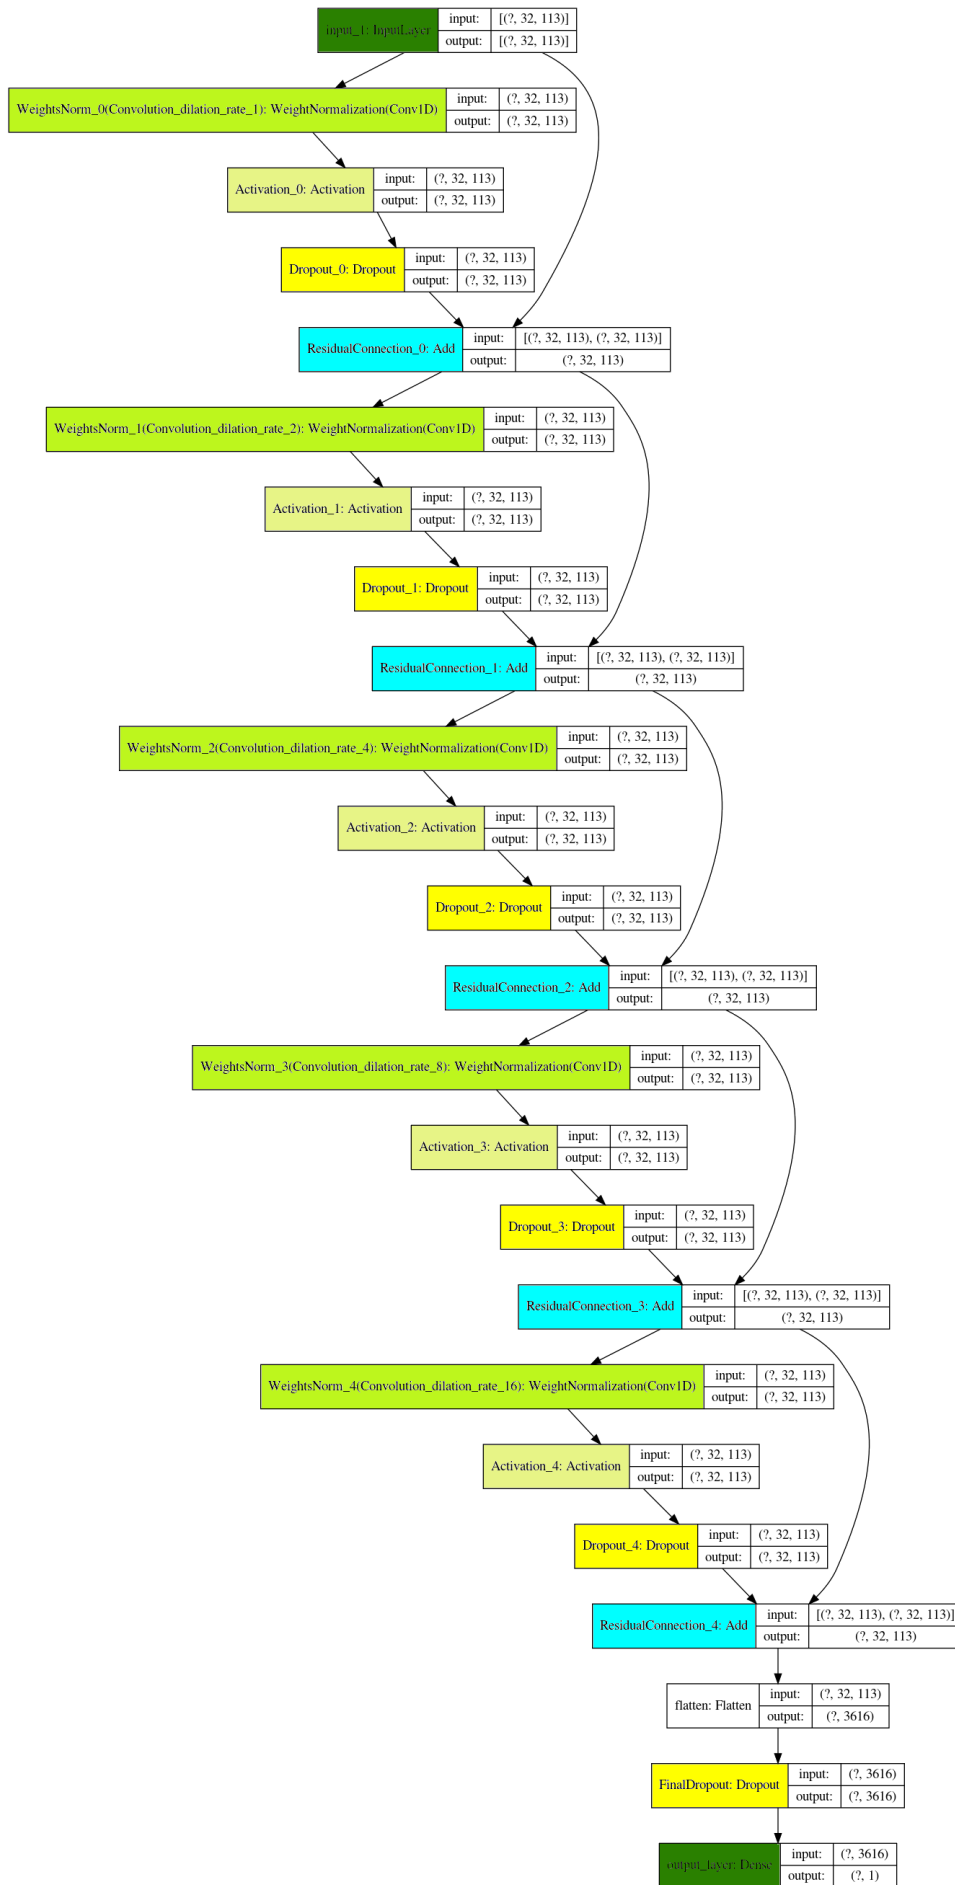 input_1: InputLayer
input: [(?, 32, 113)]
output: [(?, 32, 113)]
WeightsNorm_0(Convolution_dilation_rate_1): WeightNormalization(Conv1D)
input: (?, 32, 113)
output: (?, 32, 113)
Activation_0: Activation
input: (?, 32, 113)
output: (?, 32, 113)
Dropout_0: Dropout
input: (?, 32, 113)
output: (?, 32, 113)
ResidualConnection_0: Add
input: [(?, 32, 113), (?, 32, 113)]
output: (?, 32, 113)
WeightsNorm_1(Convolution_dilation_rate_2): WeightNormalization(Conv1D)
input: (?, 32, 113)
output: (?, 32, 113)
Activation_1: Activation
input: (?, 32, 113)
output: (?, 32, 113)
Dropout_1: Dropout
input: (?, 32, 113)
output: (?, 32, 113)
ResidualConnection_1: Add
input: [(?, 32, 113), (?, 32, 113)]
output: (?, 32, 113)
WeightsNorm_2(Convolution_dilation_rate_4): WeightNormalization(Conv1D)
input: (?, 32, 113)
output: (?, 32, 113)
Activation_2: Activation
input: (?, 32, 113)
output: (?, 32, 113)
Dropout_2: Dropout
input: (?, 32, 113)
output: (?, 32, 113)
ResidualConnection_2: Add
input: [(?, 32, 113), (?, 32, 113)]
output: (?, 32, 113)
WeightsNorm_3(Convolution_dilation_rate_8): WeightNormalization(Conv1D)
input: (?, 32, 113)
output: (?, 32, 113)
Activation_3: Activation
input: (?, 32, 113)
output: (?, 32, 113)
Dropout_3: Dropout
input: (?, 32, 113)
output: (?, 32, 113)
ResidualConnection_3: Add
input: [(?, 32, 113), (?, 32, 113)]
output: (?, 32, 113)
WeightsNorm_4(Convolution_dilation_rate_16): WeightNormalization(Conv1D)
input: (?, 32, 113)
output: (?, 32, 113)
Activation_4: Activation
input: (?, 32, 113)
output: (?, 32, 113)
Dropout_4: Dropout
input: (?, 32, 113)
output: (?, 32, 113)
ResidualConnection_4: Add
input: [(?, 32, 113), (?, 32, 113)]
output: (?, 32, 113)
flatten: Flatten
input: (?, 32, 113)
output: (?, 3616)
FinalDropout: Dropout
input: (?, 3616)
output: (?, 3616)
output_layer: Dense
input: (?, 3616)
output: (?, 1)